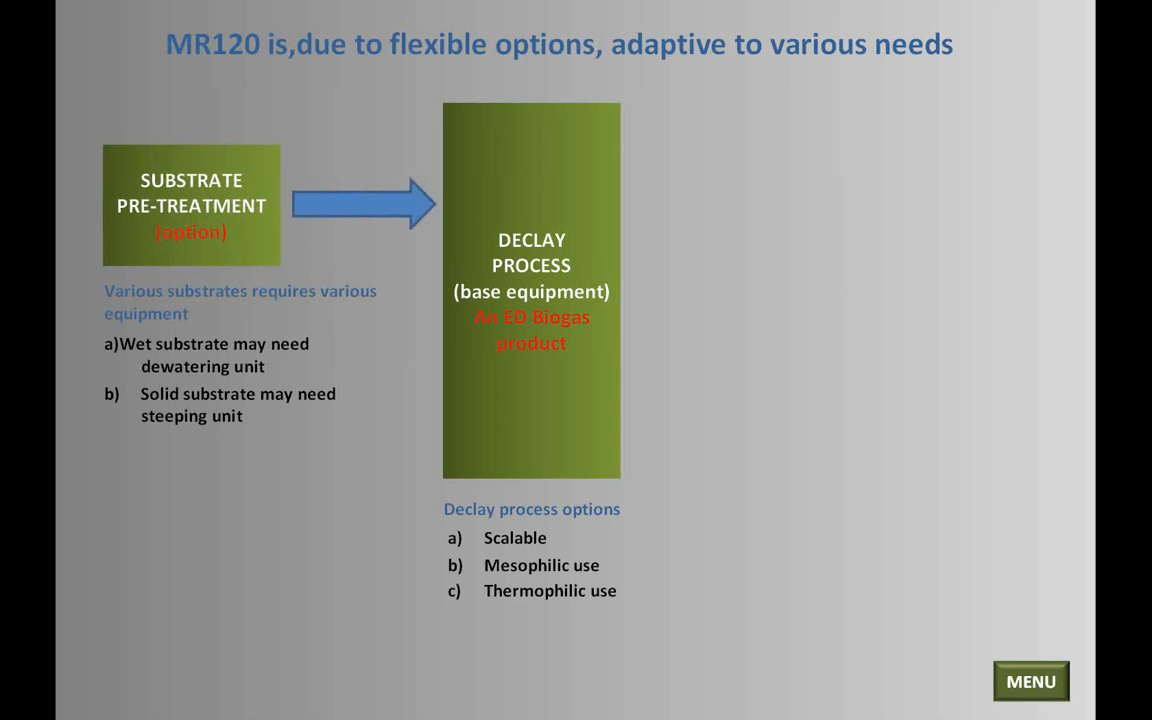 MR120 is,due to flexible options, adaptive to various needs
SUBSTRATE
PRE-TREATMENT
(option)
Various substrates requires various
equipment
a)Wet substrate may need
dewatering unit
b) Solid substrate may need
steeping unit
DECLAY
PROCESS
(base equipment)
An ED Biogas
product
Declay process options
a) Scalable
b) Mesophilic use
c) Thermophilic use
MENU